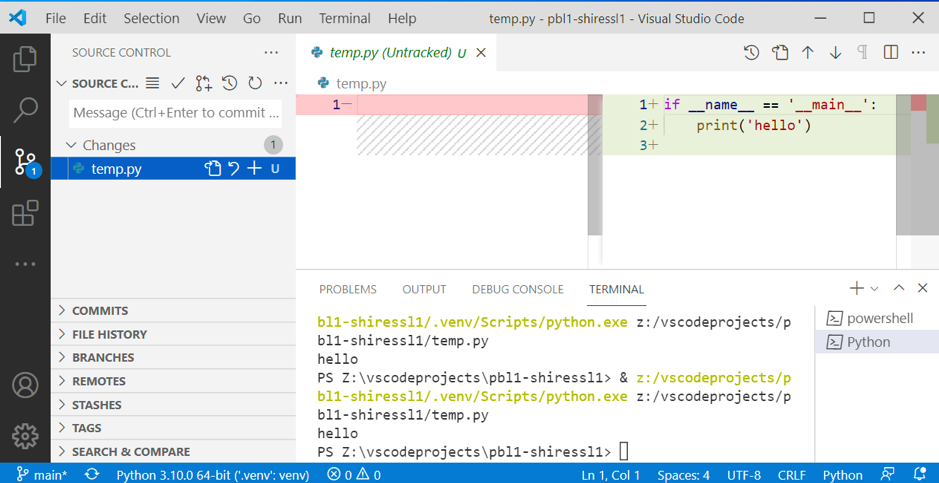 File Edit Selection View Go Run Terminal Help temp.py - pbl1-shiressl1 - Visual Studio Code
SOURCE CONTROL
SOURCE C...
Message (Ctrl+Enter to commit ...
Changes 1
temp.py U
1
COMMITS
FILE HISTORY
BRANCHES
REMOTES
STASHES
TAGS
SEARCH & COMPARE
temp.py (Untracked) U
temp.py
1−
1+ if __name__ == '__main__':
2+ print('hello')
3+
PROBLEMS OUTPUT DEBUG CONSOLE TERMINAL
bl1-shiressl1/.venv/Scripts/python.exe z:/vscodeprojects/p
bl1-shiressl1/temp.py
hello
PS Z:\vscodeprojects\pbl1-shiressl1> & z:/vscodeprojects/p
bl1-shiressl1/.venv/Scripts/python.exe z:/vscodeprojects/p
bl1-shiressl1/temp.py
hello
PS Z:\vscodeprojects\pbl1-shiressl1>
powershell
Python
main* Python 3.10.0 64-bit ('.venv': venv) 0 0 Ln 1, Col 1 Spaces: 4 UTF-8 CRLF Python